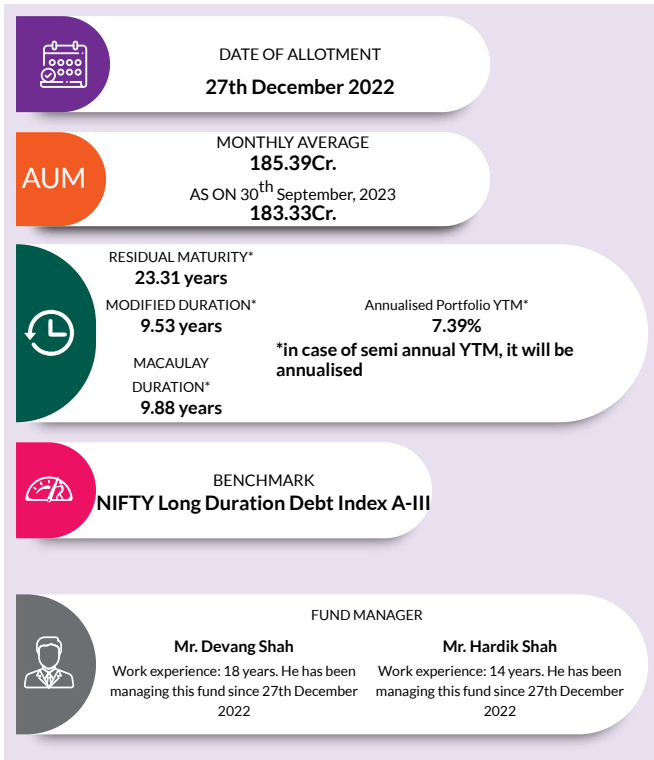 DATE OF ALLOTMENT
27th December 2022
AUM
MONTHLY AVERAGE
185.39Cr.
AS ON 30th September, 2023
183.33Cr.
RESIDUAL MATURITY*
23.31 years
MODIFIED DURATION*
9.53 years
MACAULAY
DURATION*
9.88 years
Annualised Portfolio YTM*
7.39%
*in case of semi annual YTM, it will be
annualised
BENCHMARK
NIFTY Long Duration Debt Index A-III
FUND MANAGER
Mr. Devang Shah
Work experience: 18 years. He has been
managing this fund since 27th December
2022
Mr. Hardik Shah
Work experience: 14 years. He has been
managing this fund since 27th December
2022